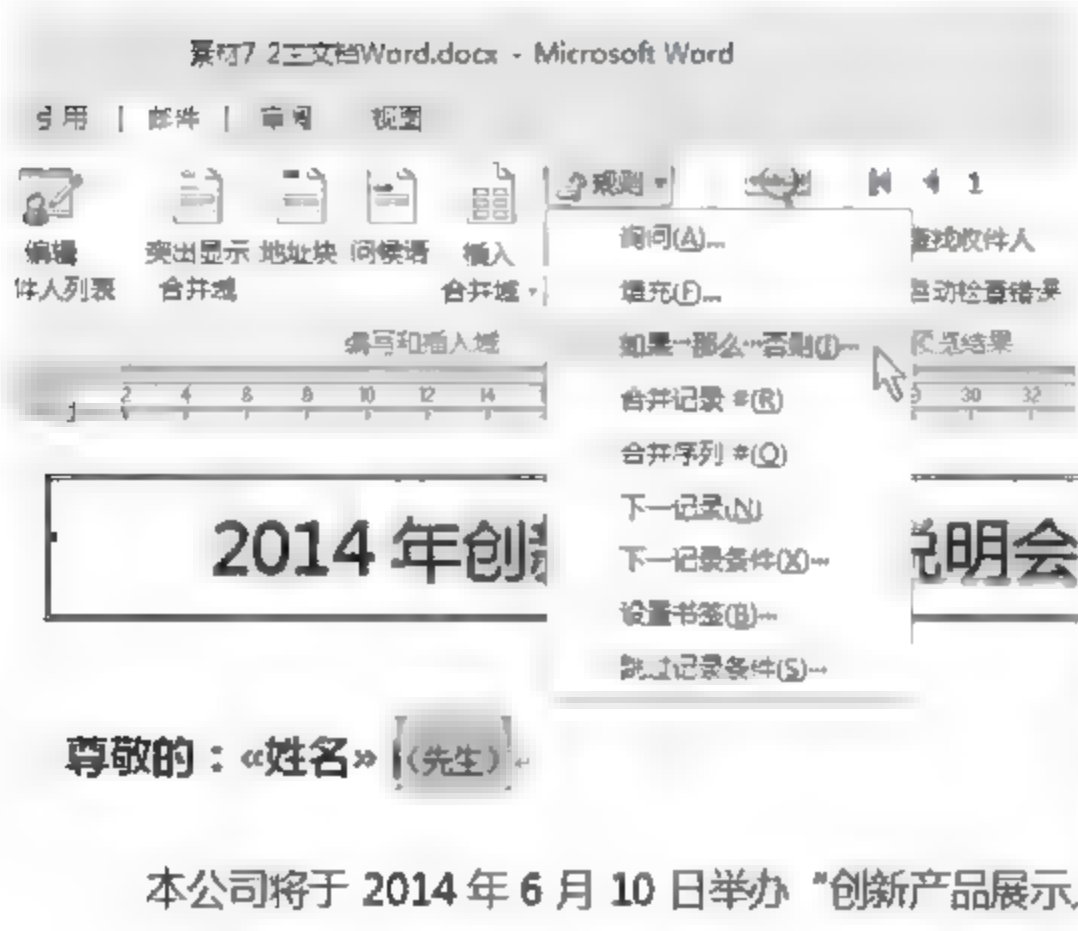 素材7-2主文档Word.docx - Microsoft Word
引用 邮件 审阅 视图
规则 1
编辑 突出显示 地址块 问候语 插入
件人列表 合并域 合并域
编写和插入域
询问(A)...
查找收件人
填充(F)...
自动检查错误
如果…那么…否则(I)…
预览结果
合并记录 #(R)
2 4 6 8 10 12 14 30 32
合并序列 #(Q)
下一记录(N)
下一记录条件(X)…
设置书签(B)…
跳过记录条件(S)…
2014 年创新 说明会
尊敬的：«姓名»（先生）
本公司将于 2014 年 6 月 10 日举办“创新产品展示